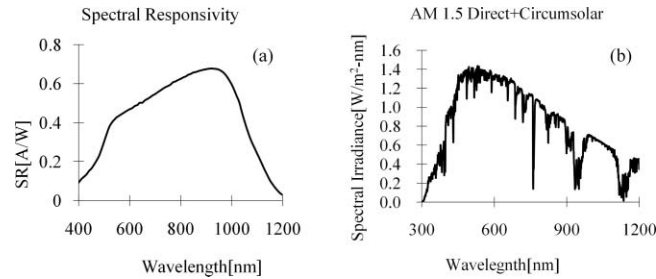 Spectral Responsivity
(a)
SR[A/W]
0.8
0.6
0.4
0.2
0
400 600 800 1000 1200
Wavelength[nm]
AM 1.5 Direct+Circumsolar
(b)
Spectral Irradiance[W/m²-nm]
1.6
1.4
1.2
1.0
0.8
0.6
0.4
0.2
0.0
300 600 900 1200
Wavelegnth[nm]